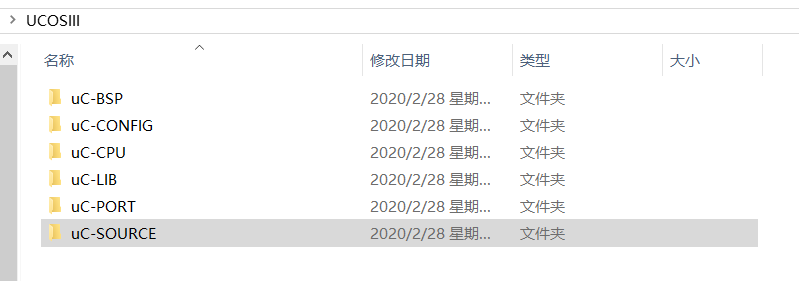 UCOSIII
名称 修改日期 类型 大小
uC-BSP 2020/2/28 星期... 文件夹
uC-CONFIG 2020/2/28 星期... 文件夹
uC-CPU 2020/2/28 星期... 文件夹
uC-LIB 2020/2/28 星期... 文件夹
uC-PORT 2020/2/28 星期... 文件夹
uC-SOURCE 2020/2/28 星期... 文件夹